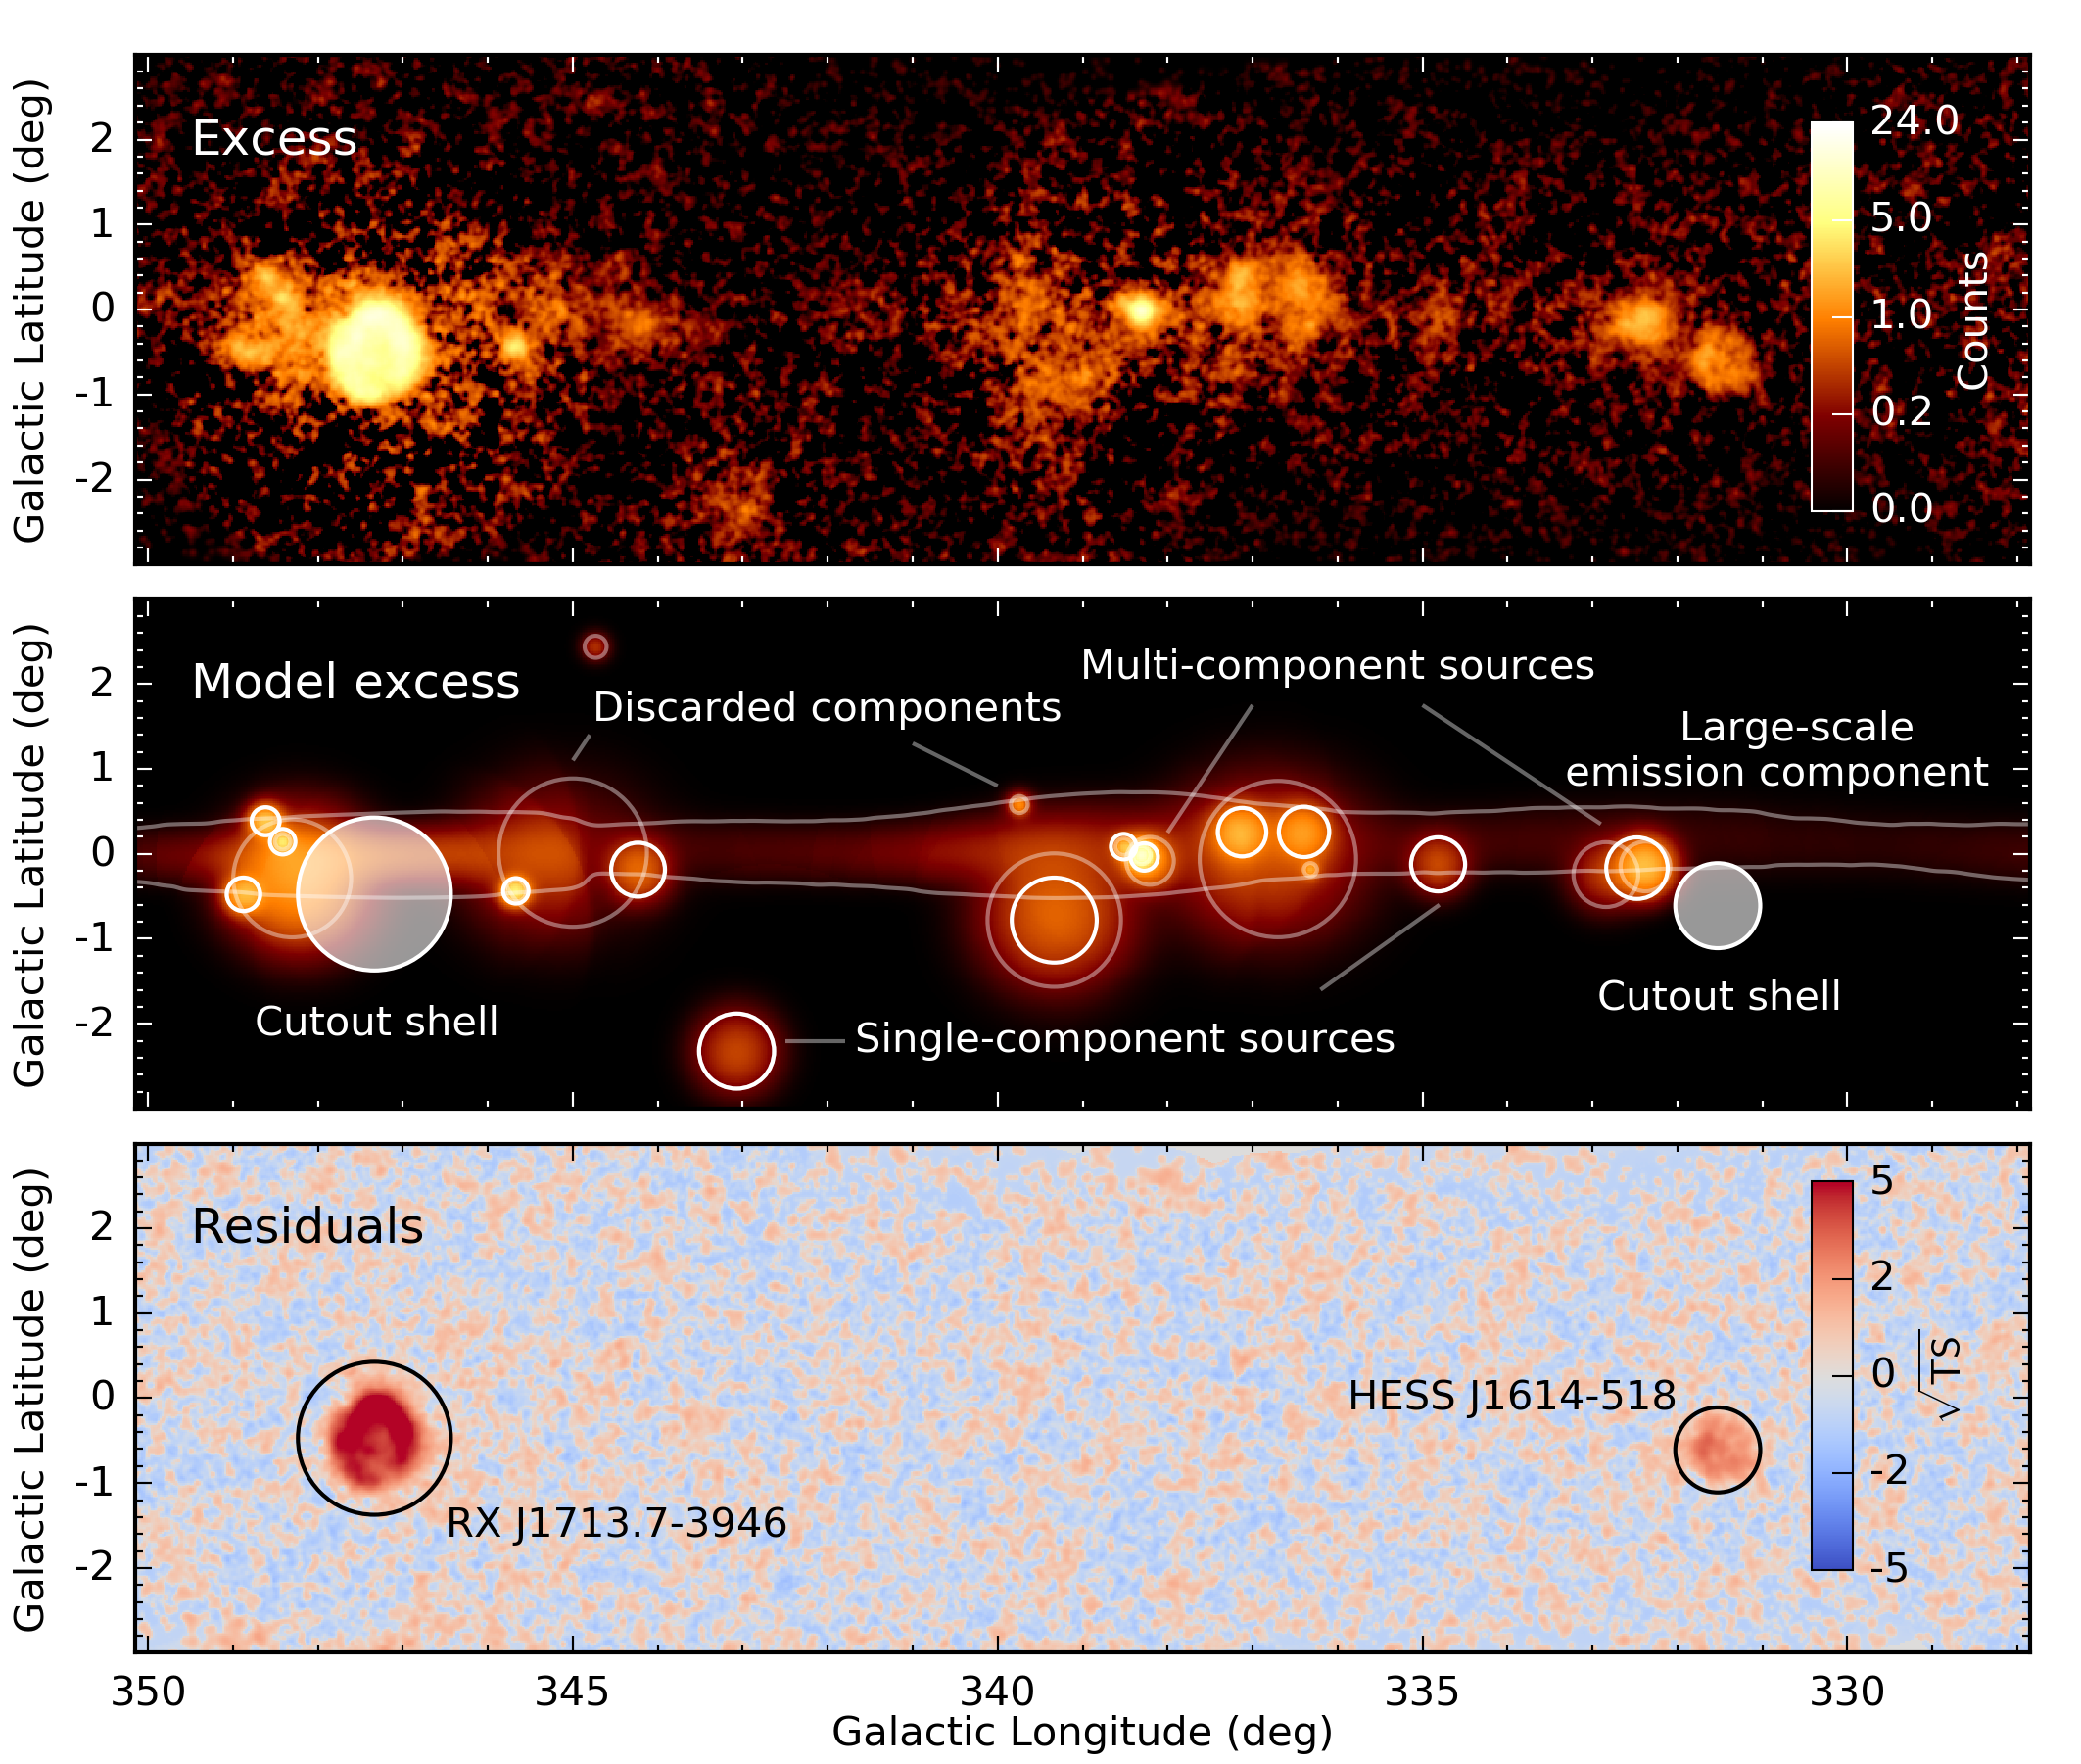 Excess
Galactic Latitude (deg)
2
1
0
-1
-2
24.0
5.0
1.0
0.2
0.0
Counts
Model excess
Discarded components
Multi-component sources
Large-scale
emission component
Cutout shell
Single-component sources
Cutout shell
Galactic Latitude (deg)
2
1
0
-1
-2
Residuals
HESS J1614-518
RX J1713.7-3946
Galactic Latitude (deg)
2
1
0
-1
-2
5
2
0
-2
-5
√TS
350
345
340
335
330
Galactic Longitude (deg)